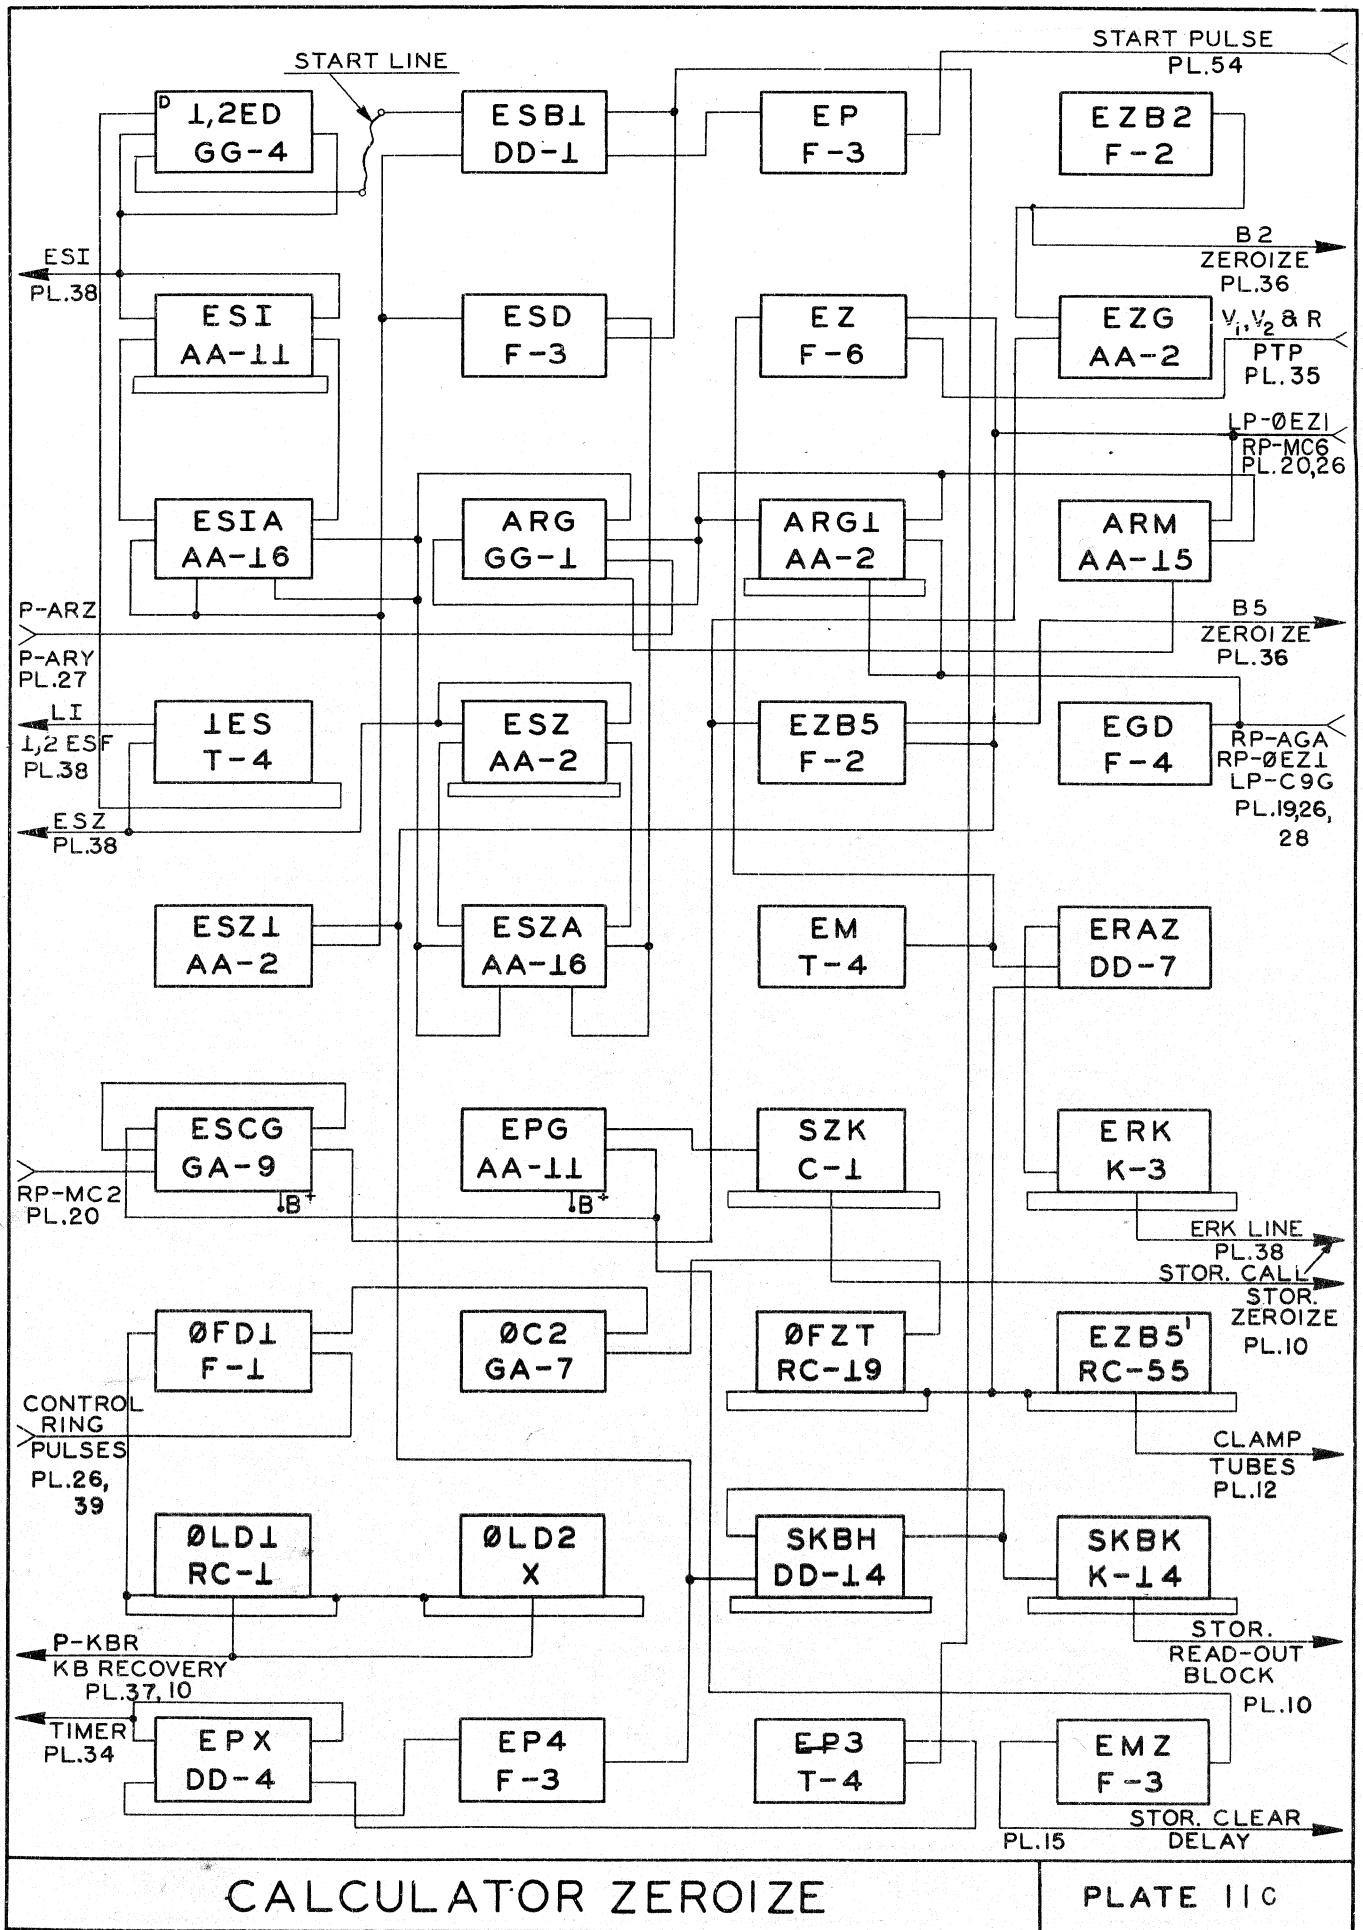 START PULSE
PL.54
START LINE
D
1,2ED
GG-4
ESB1
DD-1
EP
F-3
EZB2
F-2
B2
ZEROIZE
PL.36
ESI
PL.38
ESI
AA-11
ESD
F-3
EZ
F-6
EZG
AA-2
V₁,V₂ & R
PTP
PL.35
LP-ØEZ1
RP-MC6
PL.20,26
ESIA
AA-16
ARG
GG-1
ARG1
AA-2
ARM
AA-15
P-ARZ
P-ARY
PL.27
B5
ZEROIZE
PL.36
LI
1,2 ESF
PL.38
1ES
T-4
ESZ
AA-2
EZB5
F-2
EGD
F-4
RP-AGA
RP-ØEZ1
LP-C9G
PL.19,26,
28
ESZ
PL.38
ESZ1
AA-2
ESZA
AA-16
EM
T-4
ERAZ
DD-7
ESCG
GA-9
B+
EPG
AA-11
B+
SZK
C-1
ERK
K-3
RP-MC2
PL.20
ERK LINE
PL.38
STOR. CALL
STOR.
ZEROIZE
PL.10
ØFD1
F-1
ØC2
GA-7
ØFZT
RC-19
EZB5'
RC-55
CONTROL
RING
PULSES
PL.26,
39
CLAMP
TUBES
PL.12
ØLD1
RC-1
ØLD2
X
SKBH
DD-14
SKBK
K-14
P-KBR
KB RECOVERY
PL.37,10
STOR.
READ-OUT
BLOCK
PL.10
TIMER
PL.34
EPX
DD-4
EP4
F-3
EP3
T-4
EMZ
F-3
STOR. CLEAR
DELAY
PL.15
CALCULATOR ZEROIZE
PLATE 11C